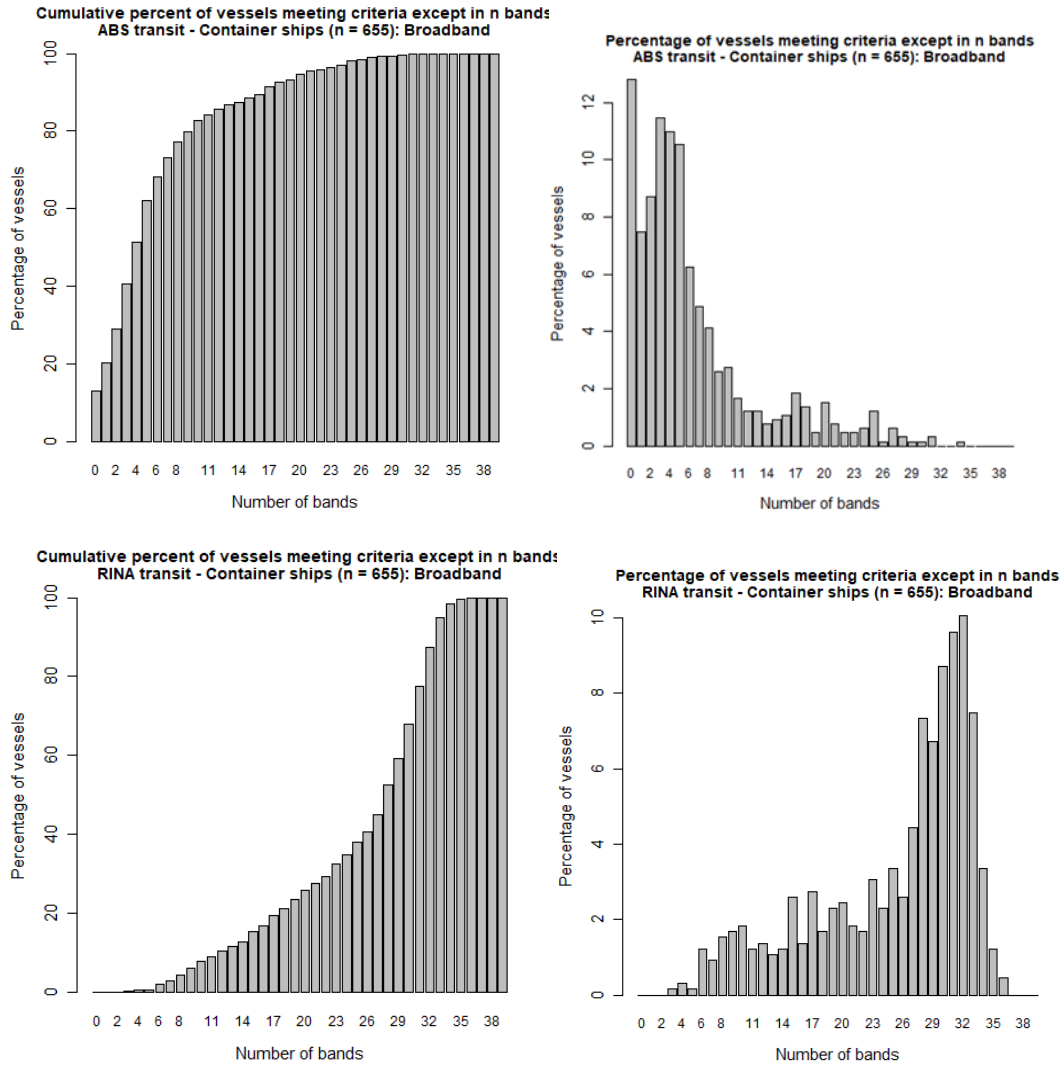 Cumulative percent of vessels meeting criteria except in n bands
ABS transit - Container ships (n = 655): Broadband
Percentage of vessels
0 20 40 60 80 100
0 2 4 6 8 11 14 17 20 23 26 29 32 35 38
Number of bands
Percentage of vessels meeting criteria except in n bands
ABS transit - Container ships (n = 655): Broadband
Percentage of vessels
0 2 4 6 8 10 12
0 2 4 6 8 11 14 17 20 23 26 29 32 35 38
Number of bands
Cumulative percent of vessels meeting criteria except in n bands
RINA transit - Container ships (n = 655): Broadband
Percentage of vessels
0 20 40 60 80 100
0 2 4 6 8 11 14 17 20 23 26 29 32 35 38
Number of bands
Percentage of vessels meeting criteria except in n bands
RINA transit - Container ships (n = 655): Broadband
Percentage of vessels
0 2 4 6 8 10
0 2 4 6 8 11 14 17 20 23 26 29 32 35 38
Number of bands